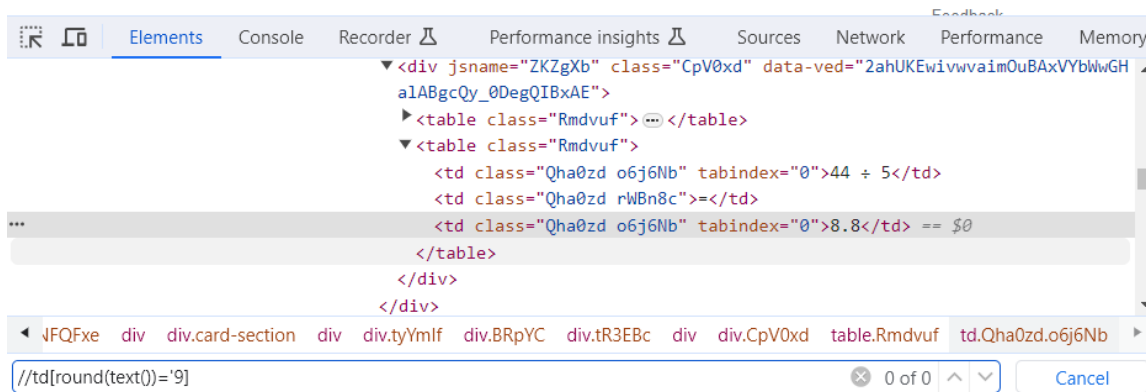 Feedback
Elements Console Recorder Performance insights Sources Network Performance Memory
▼<div jsname="ZKZgXb" class="CpV0xd" data-ved="2ahUKEwivwvaimOuBAxVYbWwGH
alABgcQy_0DegQIBxAE">
▶<table class="Rmdvuf">…</table>
▼<table class="Rmdvuf">
<td class="Qha0zd o6j6Nb" tabindex="0">44 ÷ 5</td>
<td class="Qha0zd rWBn8c">=</td>
… <td class="Qha0zd o6j6Nb" tabindex="0">8.8</td> == $0
</table>
</div>
</div>
NFQFxe div div.card-section div div.tyYmIf div.BRpYC div.tR3EBc div div.CpV0xd table.Rmdvuf td.Qha0zd.o6j6Nb
//td[round(text())='9] 0 of 0 Cancel